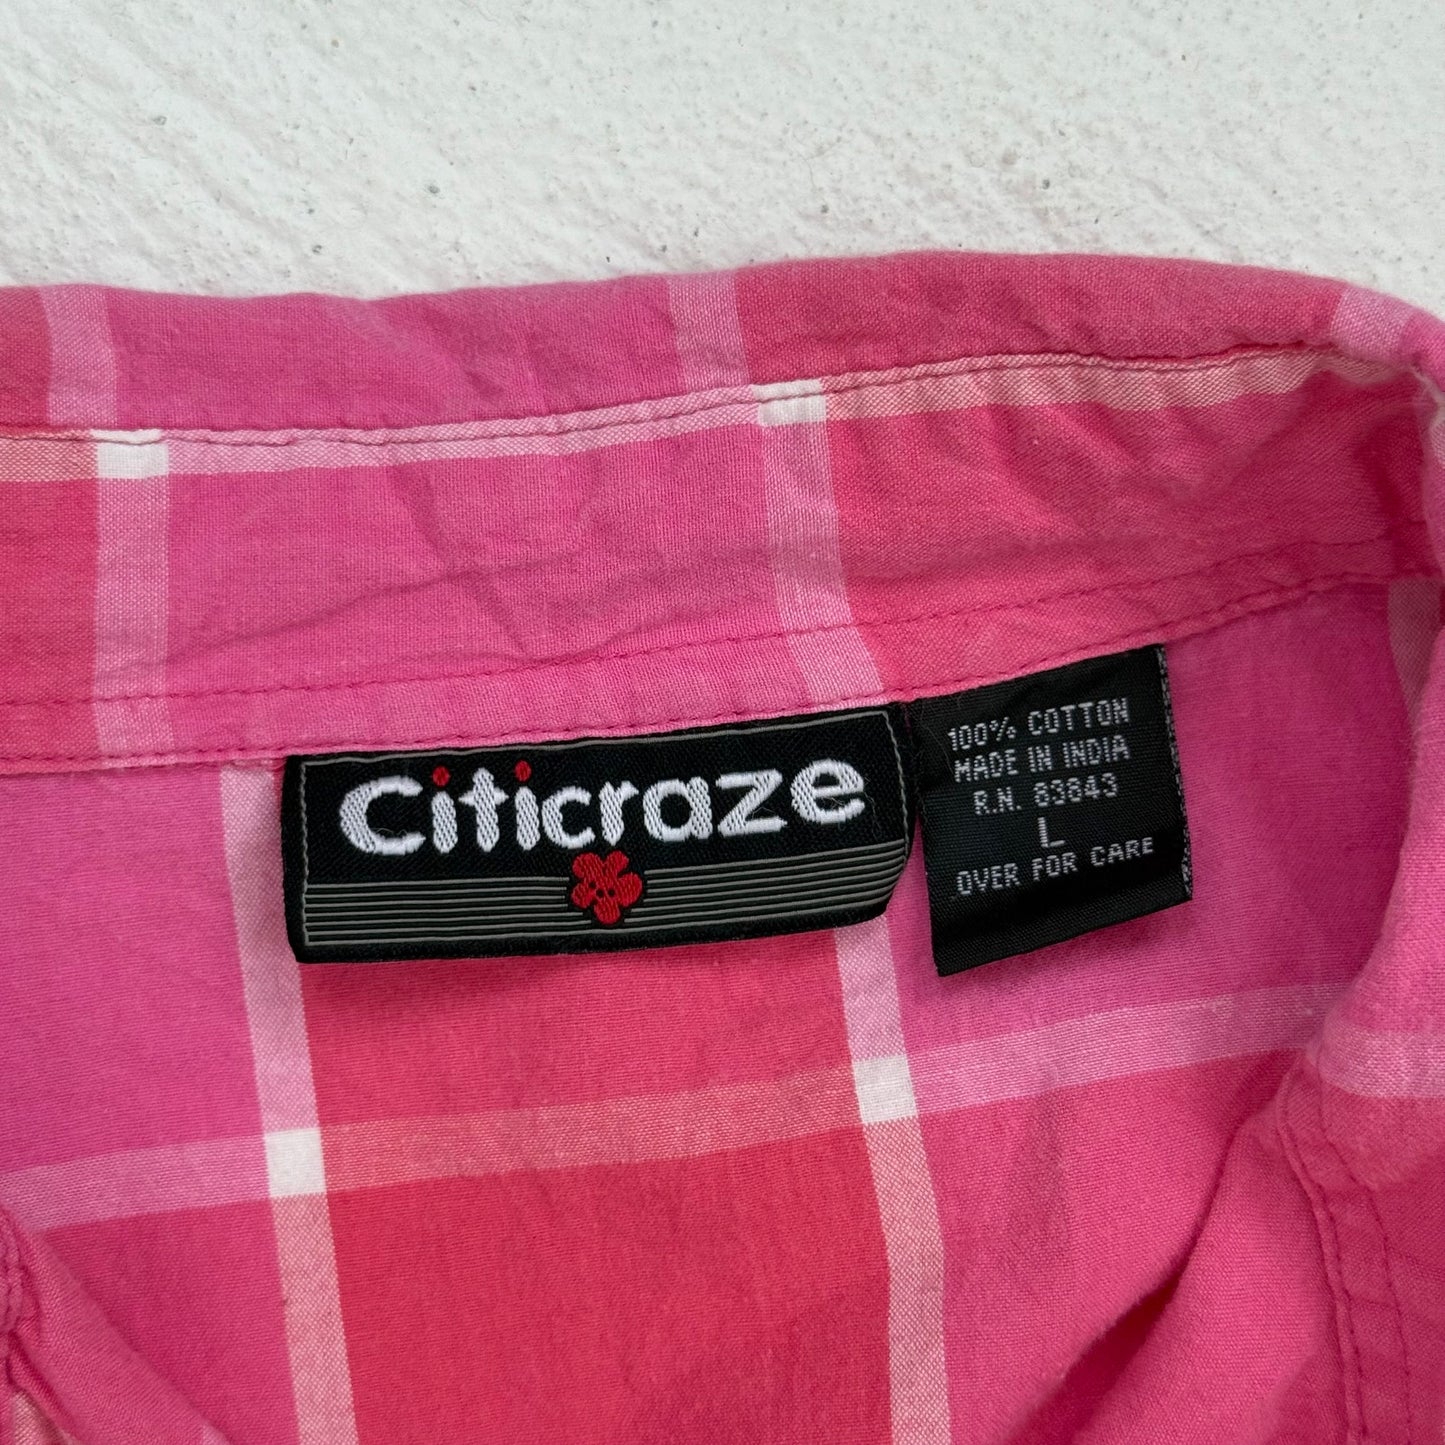 citicraze
100% COTTON
MADE IN INDIA
R.N. 83843
L
OVER FOR CARE